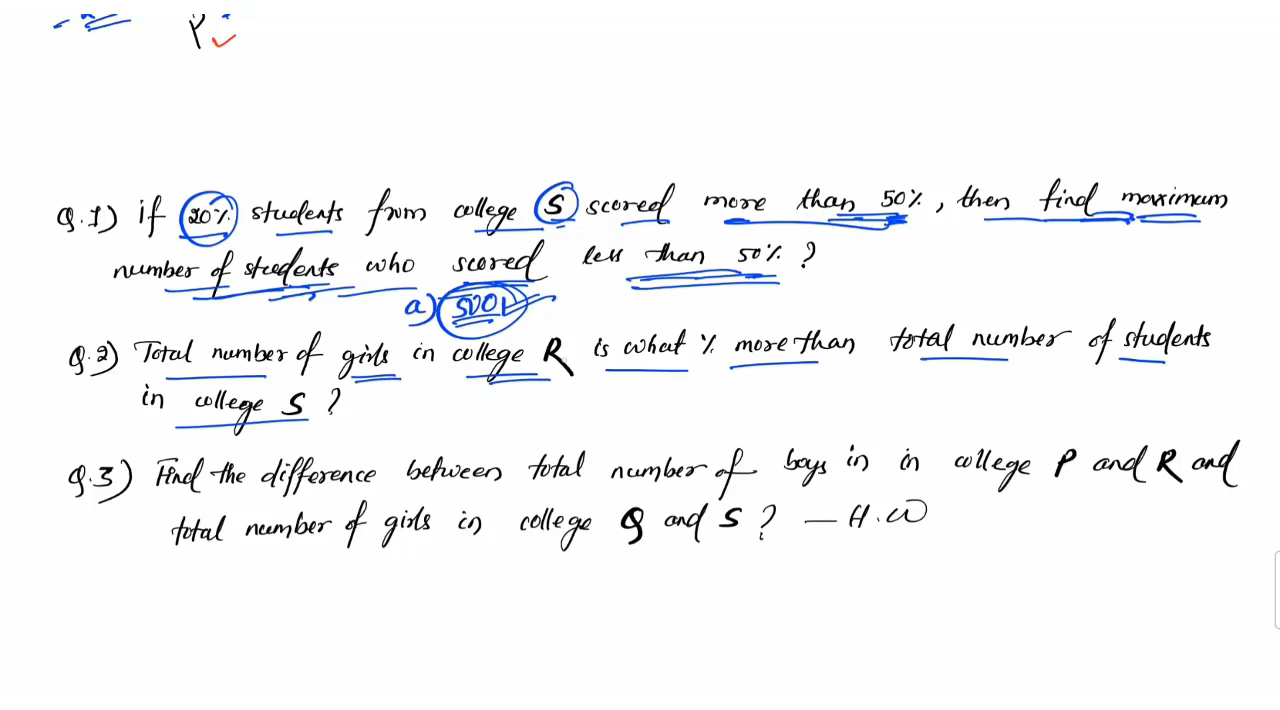 P
Q.1) If 20% students from college S scored more than 50%, then find maximum
number of students who scored less than 50% ?
a) 500
Q.2) Total number of girls in college R is what % more than total number of students
in college S ?
Q.3) Find the difference between total number of boys in in college P and R and
total number of girls in college Q and S ? — H.W